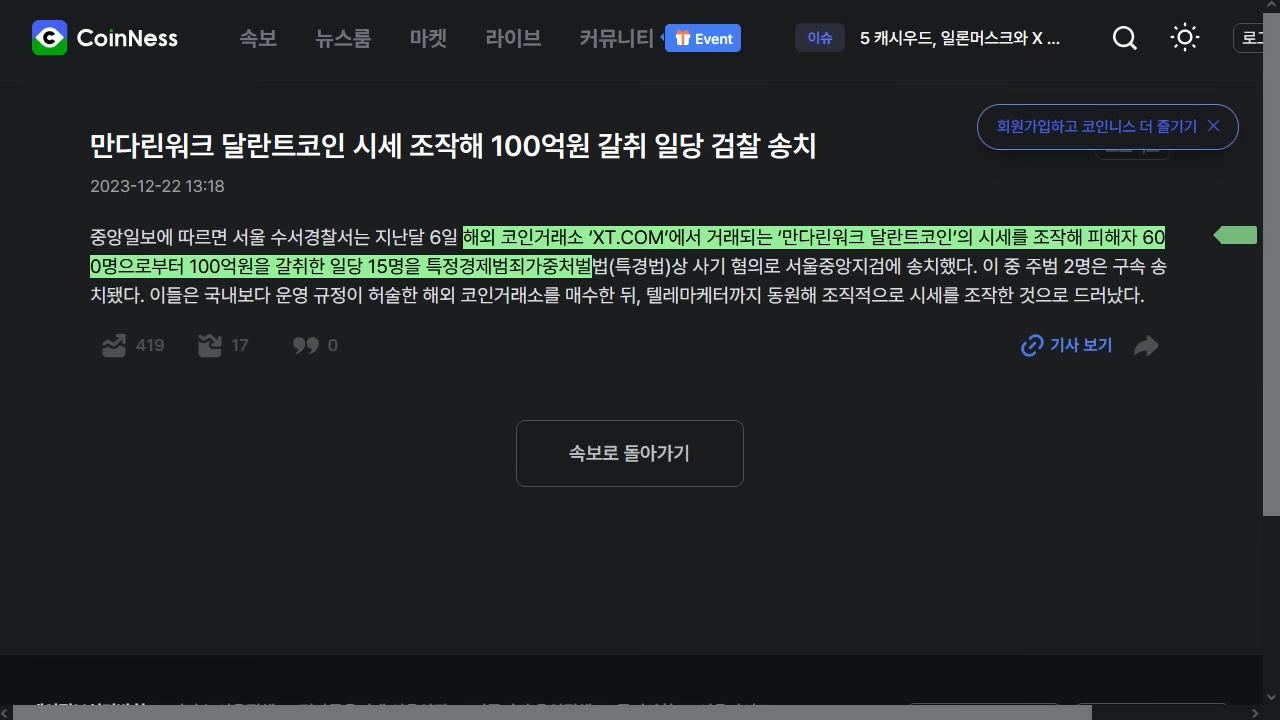 CoinNess
속보 뉴스룸 마켓 라이브 커뮤니티 Event 이슈 5 캐시우드, 일론머스크와 X ... 로그
회원가입하고 코인니스 더 즐기기
만다린워크 달란트코인 시세 조작해 100억원 갈취 일당 검찰 송치
2023-12-22 13:18
중앙일보에 따르면 서울 수서경찰서는 지난달 6일 해외 코인거래소 ‘XT.COM’에서 거래되는 ‘만다린워크 달란트코인’의 시세를 조작해 피해자 60
0명으로부터 100억원을 갈취한 일당 15명을 특정경제범죄가중처벌법(특경법)상 사기 혐의로 서울중앙지검에 송치했다. 이 중 주범 2명은 구속 송
치됐다. 이들은 국내보다 운영 규정이 허술한 해외 코인거래소를 매수한 뒤, 텔레마케터까지 동원해 조직적으로 시세를 조작한 것으로 드러났다.
419 17 0 기사 보기
속보로 돌아가기